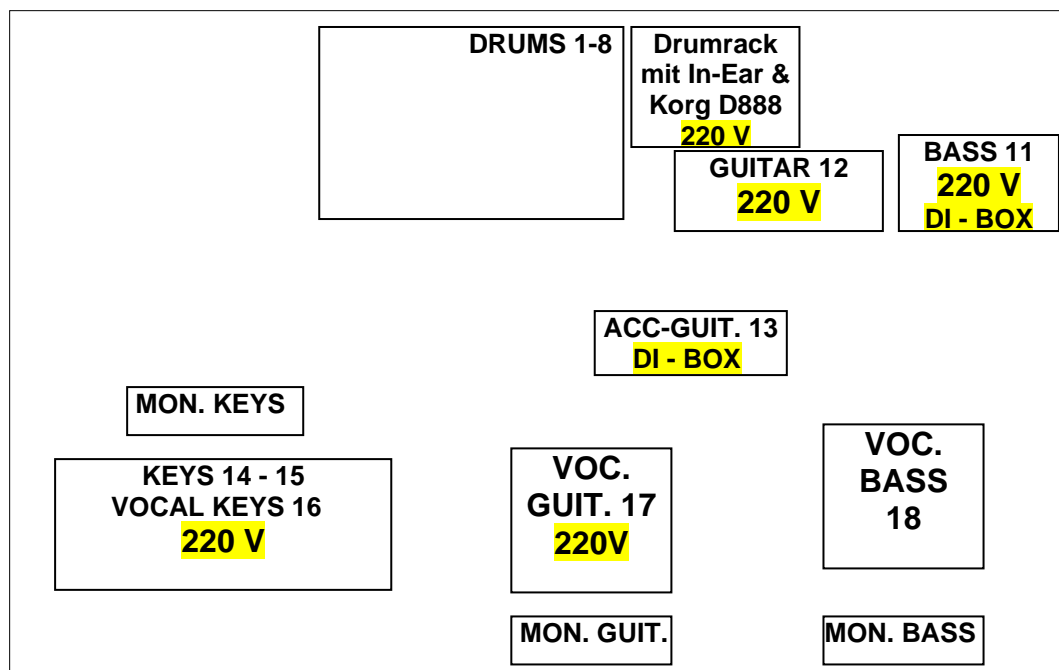 DRUMS 1-8
Drumrack
mit In-Ear &
Korg D888
220 V
GUITAR 12
220 V
BASS 11
220 V
DI - BOX
ACC-GUIT. 13
DI - BOX
MON. KEYS
KEYS 14 - 15
VOCAL KEYS 16
220 V
VOC.
GUIT. 17
220V
VOC.
BASS
18
MON. GUIT.
MON. BASS